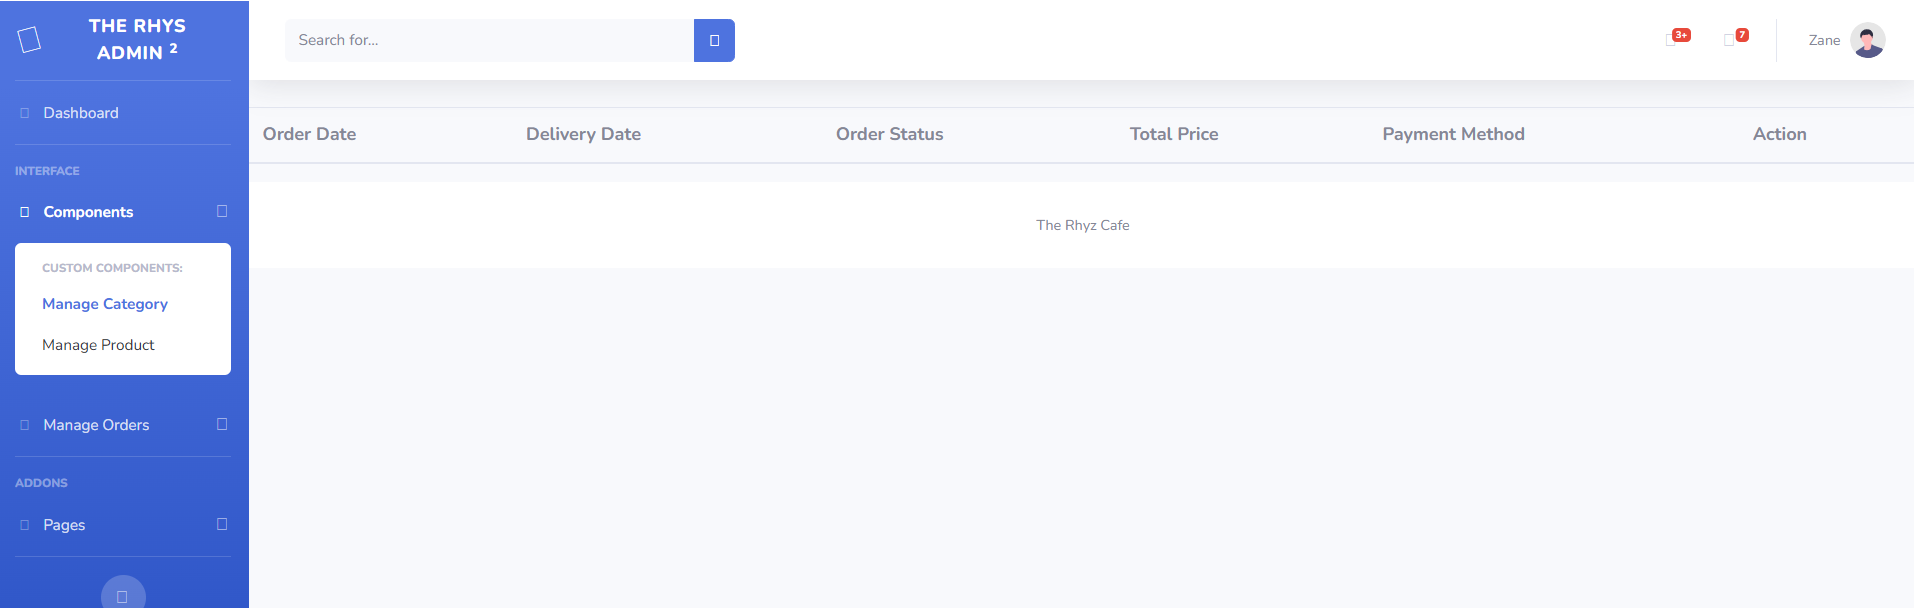 THE RHYS
ADMIN 2
Dashboard
INTERFACE
Components
CUSTOM COMPONENTS:
Manage Category
Manage Product
Manage Orders
ADDONS
Pages
Search for...
3+
7
Zane
Order Date Delivery Date Order Status Total Price Payment Method Action
The Rhyz Cafe